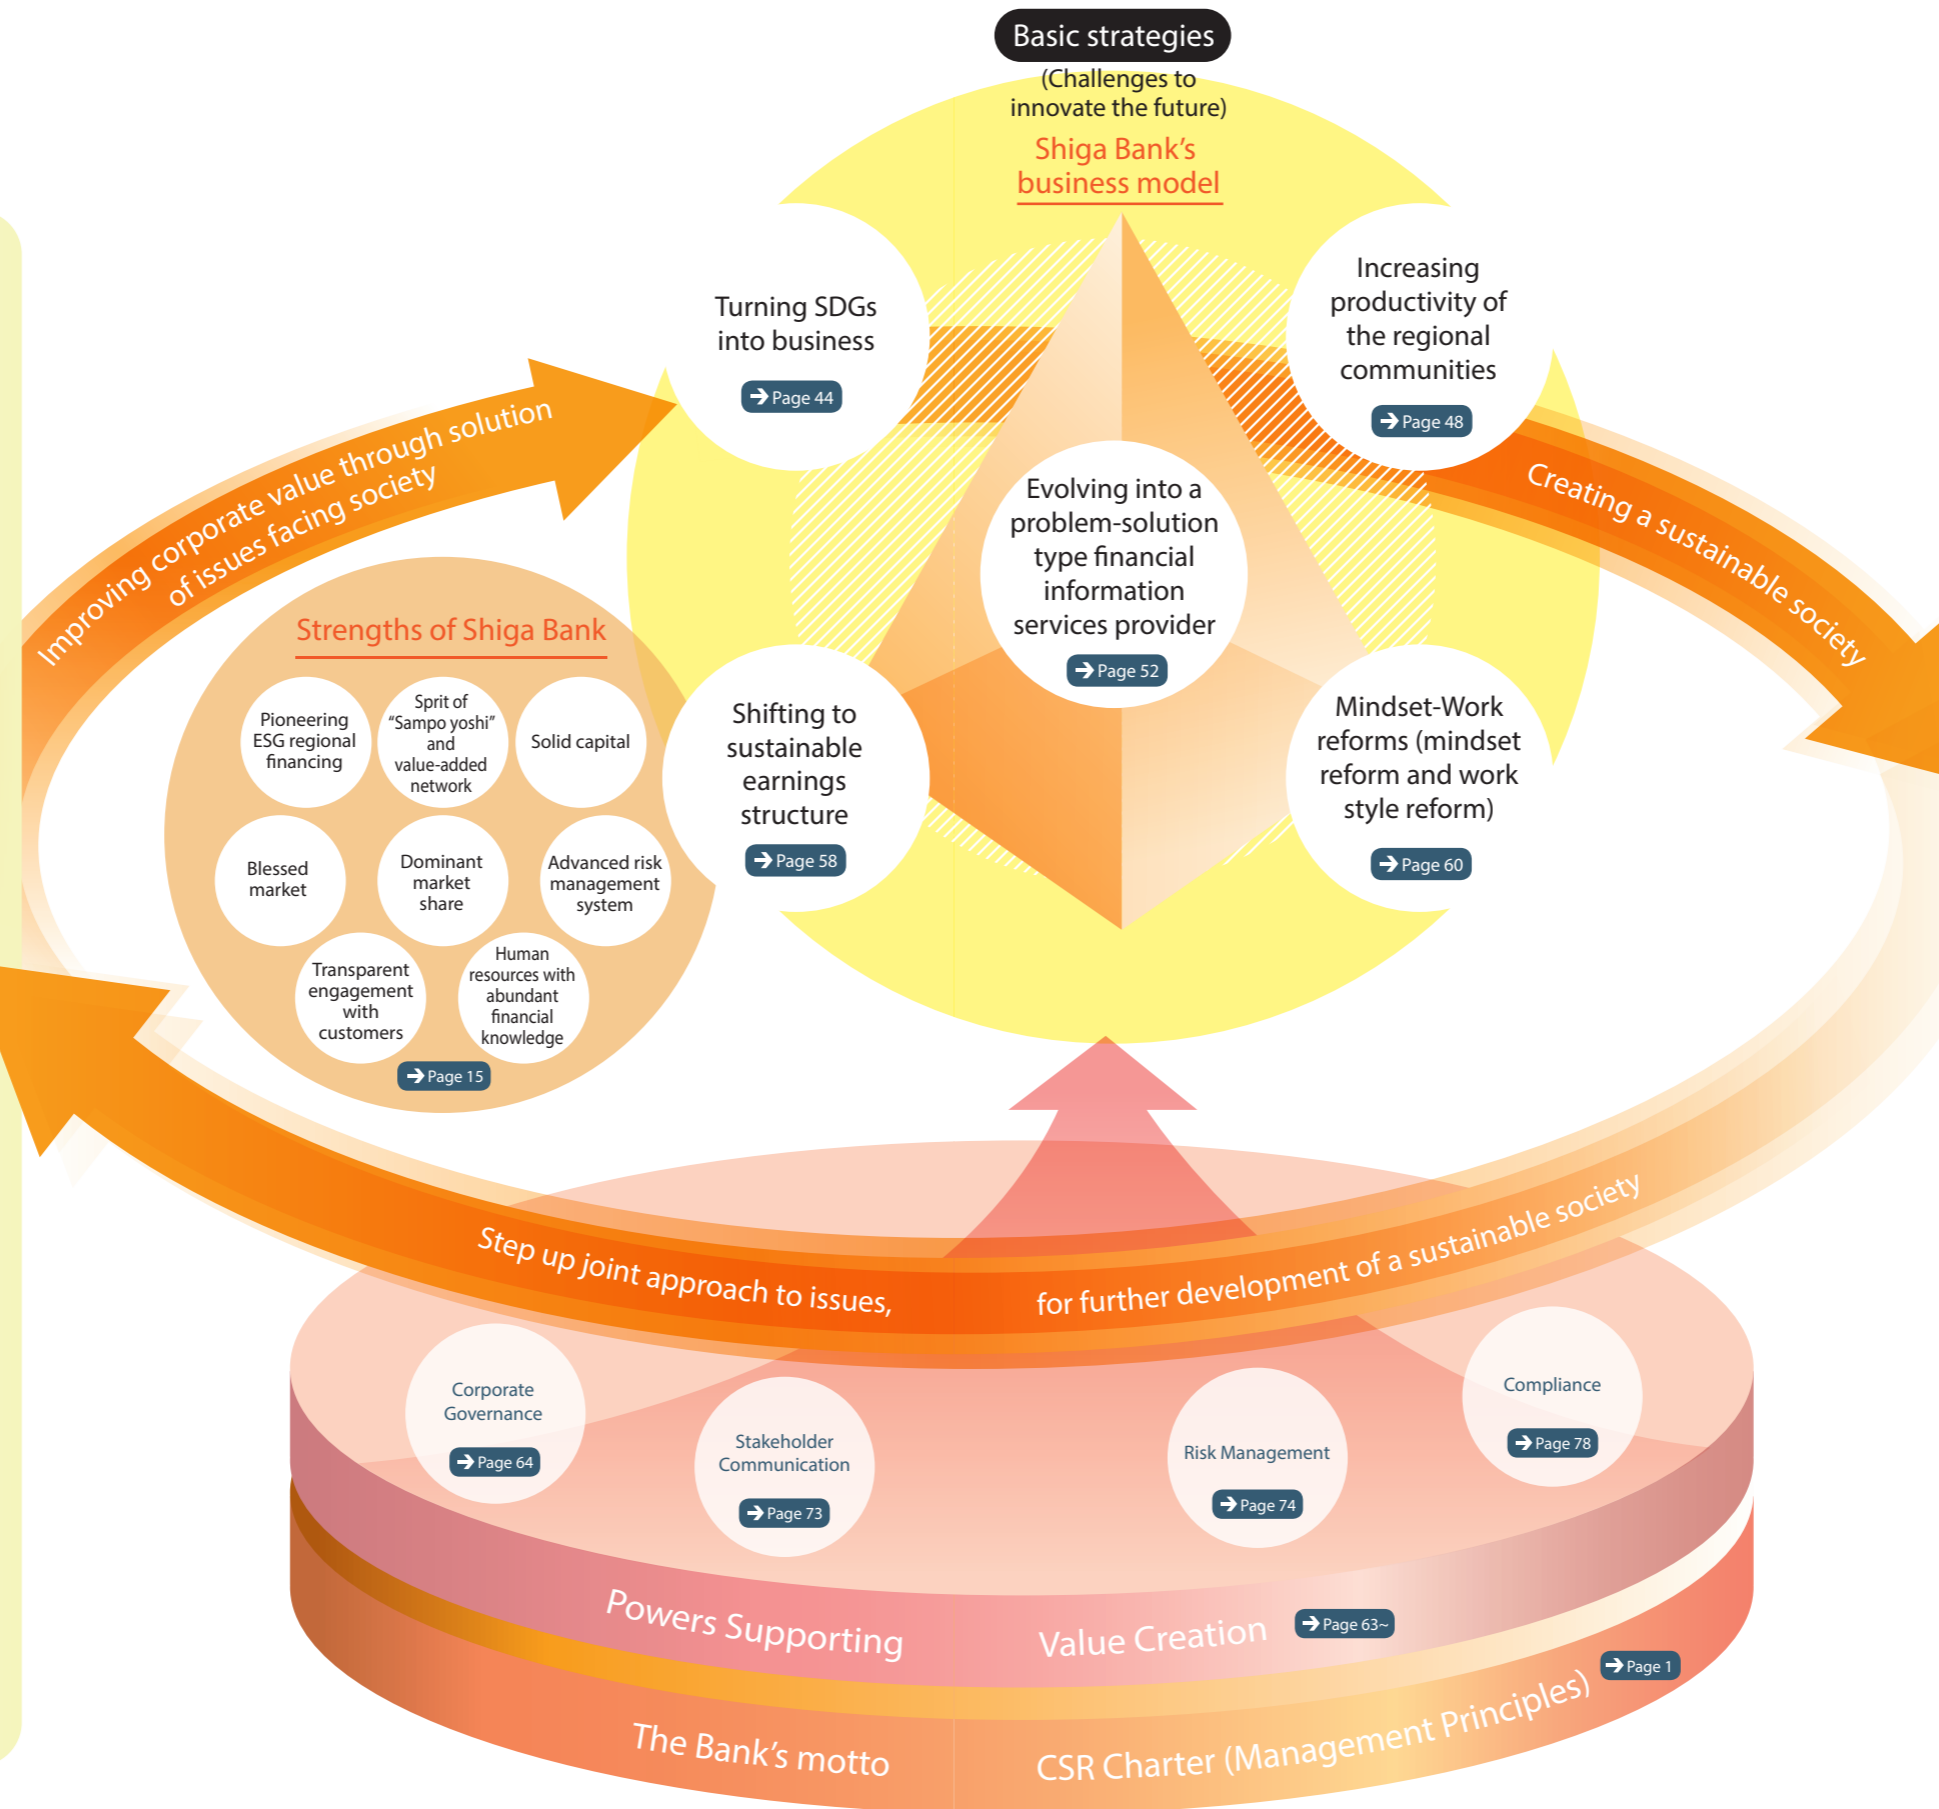 Basic strategies
(Challenges to
innovate the future)
Shiga Bank's
business model
Turning SDGs
into business
→ Page 44
Increasing
productivity of
the regional
communities
→ Page 48
Evolving into a
problem-solution
type financial
information
services provider
→ Page 52
Shifting to
sustainable
earnings
structure
→ Page 58
Mindset-Work
reforms (mindset
reform and work
style reform)
→ Page 60
Improving corporate value through solution
of issues facing society
Creating a sustainable society
Strengths of Shiga Bank
Pioneering
ESG regional
financing
Sprit of
“Sampo yoshi”
and
value-added
network
Solid capital
Blessed
market
Dominant
market
share
Advanced risk
management
system
Transparent
engagement
with
customers
Human
resources with
abundant
financial
knowledge
→ Page 15
Step up joint approach to issues,
for further development of a sustainable society
Corporate
Governance
→ Page 64
Stakeholder
Communication
→ Page 73
Risk Management
→ Page 74
Compliance
→ Page 78
Powers Supporting
Value Creation
→ Page 63~
The Bank's motto
CSR Charter (Management Principles)
→ Page 1